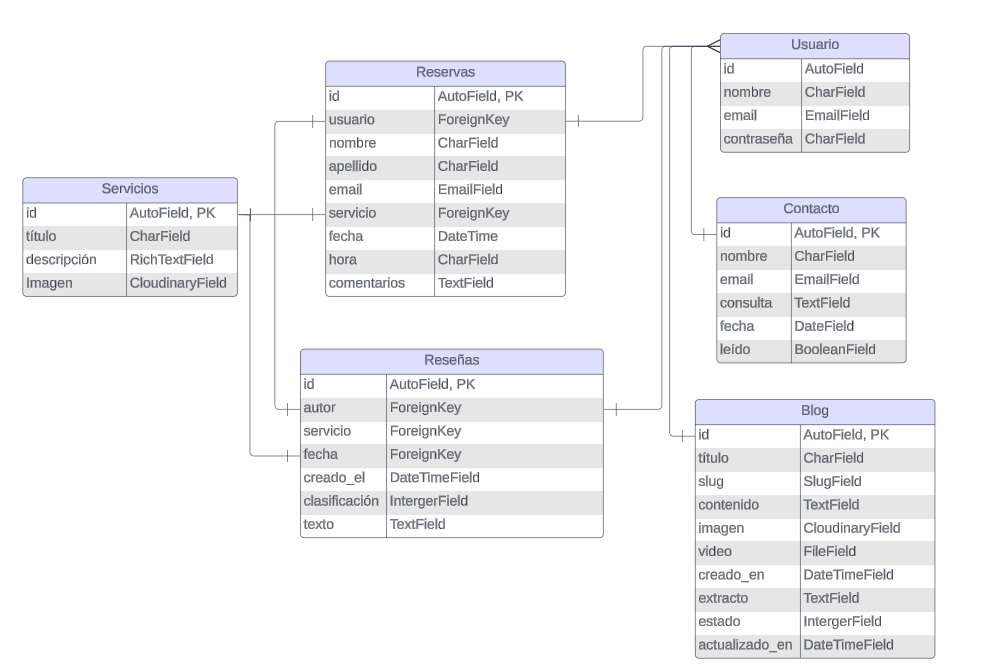 Servicios
id AutoField, PK
título CharField
descripción RichTextField
Imagen CloudinaryField
Reservas
id AutoField, PK
usuario ForeignKey
nombre CharField
apellido CharField
email EmailField
servicio ForeignKey
fecha DateTime
hora CharField
comentarios TextField
Reseñas
id AutoField, PK
autor ForeignKey
servicio ForeignKey
fecha ForeignKey
creado_el DateTimeField
clasificación IntergerField
texto TextField
Usuario
id AutoField
nombre CharField
email EmailField
contraseña CharField
Contacto
id AutoField, PK
nombre CharField
email EmailField
consulta TextField
fecha DateField
leído BooleanField
Blog
id AutoField, PK
título CharField
slug SlugField
contenido TextField
imagen CloudinaryField
video FileField
creado_en DateTimeField
extracto TextField
estado IntergerField
actualizado_en DateTimeField